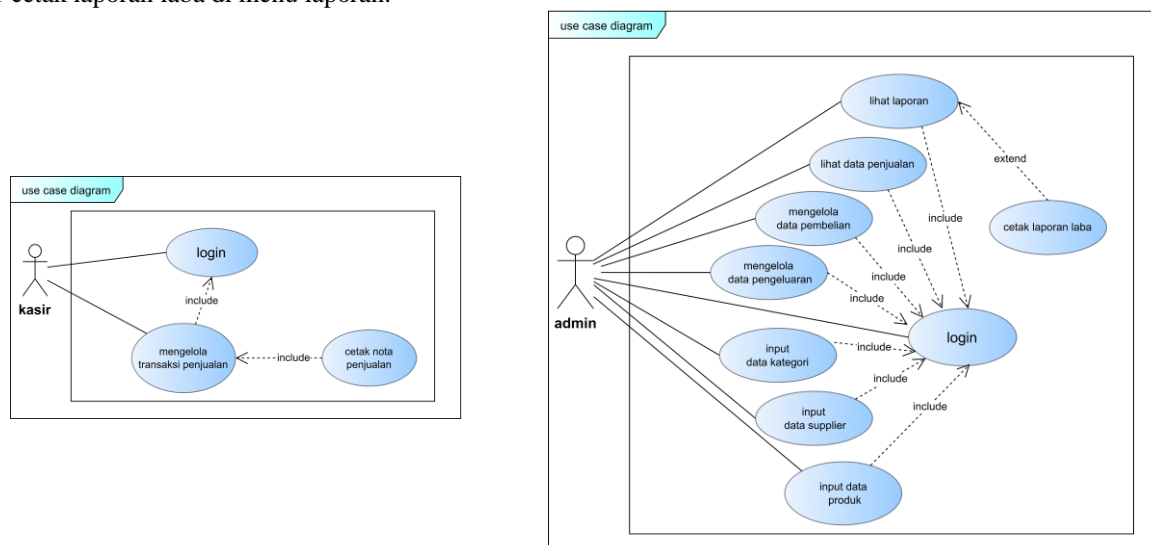 cetak laporan laba di menu laporan.
use case diagram
login
kasir
include
mengelola
transaksi penjualan
include
cetak nota
penjualan
use case diagram
lihat laporan
lihat data penjualan
extend
mengelola
data pembelian
include
cetak laporan laba
include
mengelola
data pengeluaran
include
include
admin
login
input
data kategori
include
include
input
data supplier
include
input data
produk